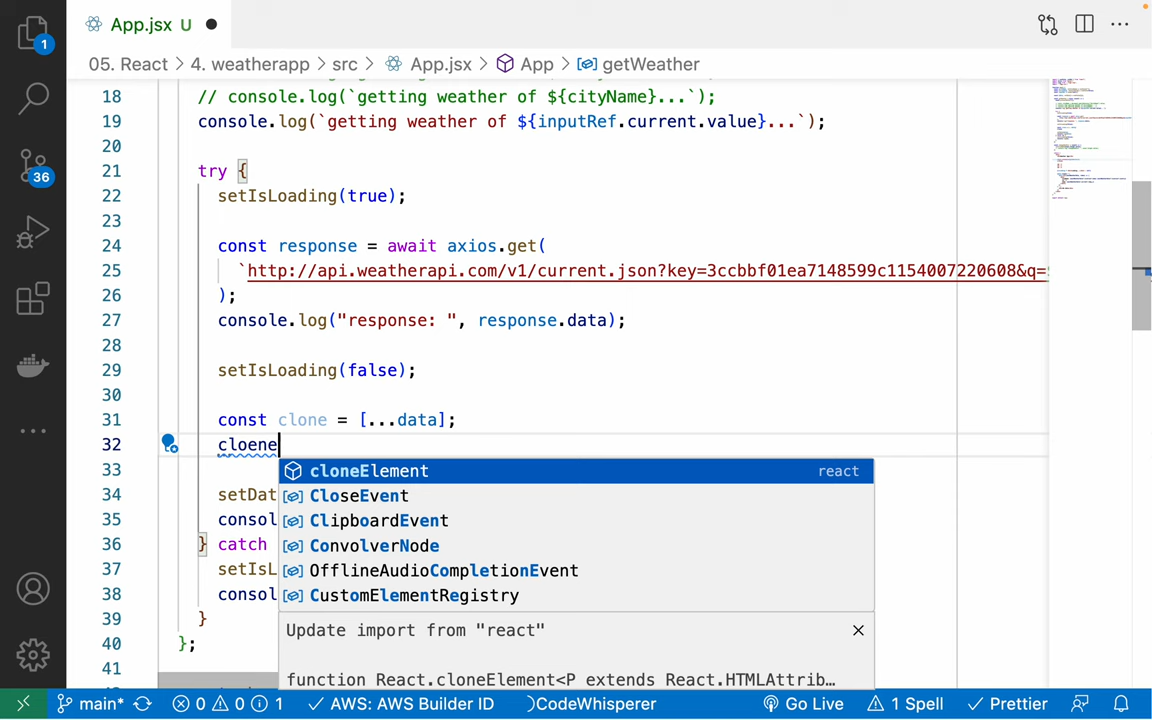 App.jsx U
1
05. React > 4. weatherapp > src > App.jsx > App > getWeather
18 // console.log(`getting weather of ${cityName}...`);
19 console.log(`getting weather of ${inputRef.current.value}...`);
20
21 try {
22 setIsLoading(true);
23
24 const response = await axios.get(
25 `http://api.weatherapi.com/v1/current.json?key=3ccbbf01ea7148599c1154007220608&q=
26 );
27 console.log("response: ", response.data);
28
29 setIsLoading(false);
30
31 const clone = [...data];
32 cloene
33 cloneElement react
34 setDat CloseEvent
35 consol ClipboardEvent
36 } catch ConvolverNode
37 setIsL OfflineAudioCompletionEvent
38 consol CustomElementRegistry
39 }
Update import from "react"
40 };
41
function React.cloneElement<P extends React.HTMLAttrib…
36
main* 0 0 1 AWS: AWS Builder ID CodeWhisperer Go Live 1 Spell Prettier